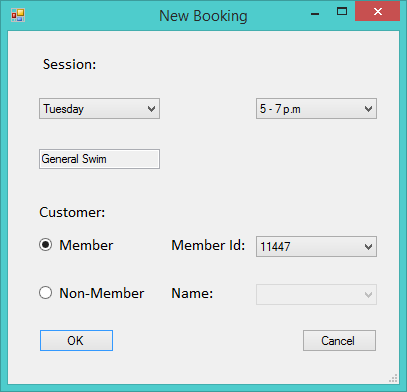 New Booking
Session:
Tuesday 5 - 7 p.m
General Swim
Customer:
Member Member Id: 11447
Non-Member Name:
OK Cancel